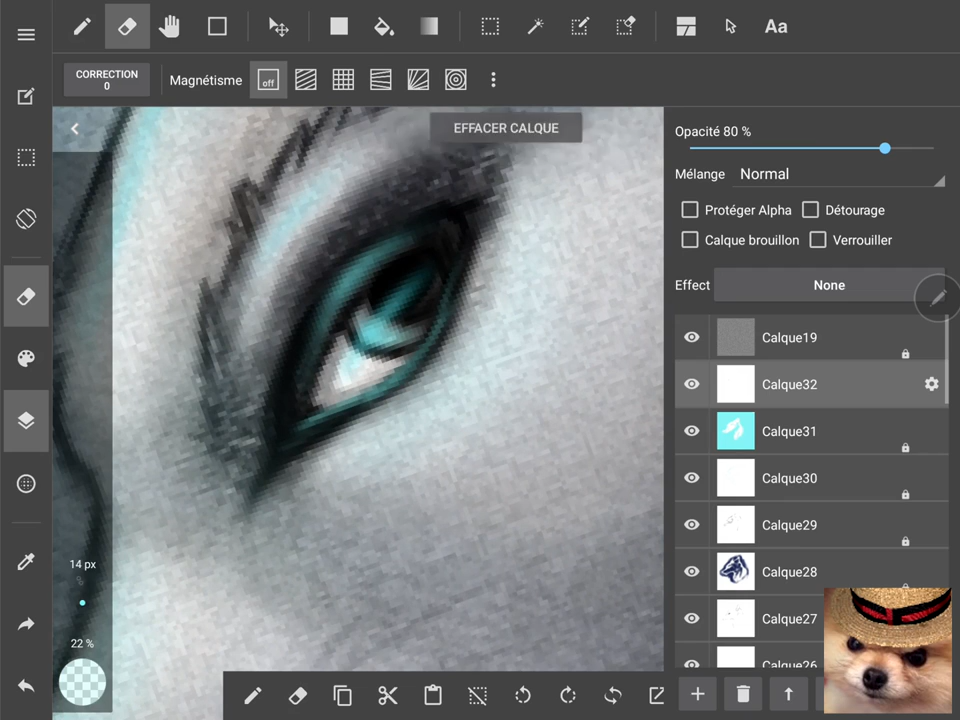 Aa
CORRECTION
0
Magnétisme
off
EFFACER CALQUE
Opacité 80 %
Mélange Normal
Protéger Alpha Détourage
Calque brouillon Verrouiller
Effect None
Calque19
Calque32
Calque31
Calque30
Calque29
Calque28
Calque27
Calque26
14 px
22 %